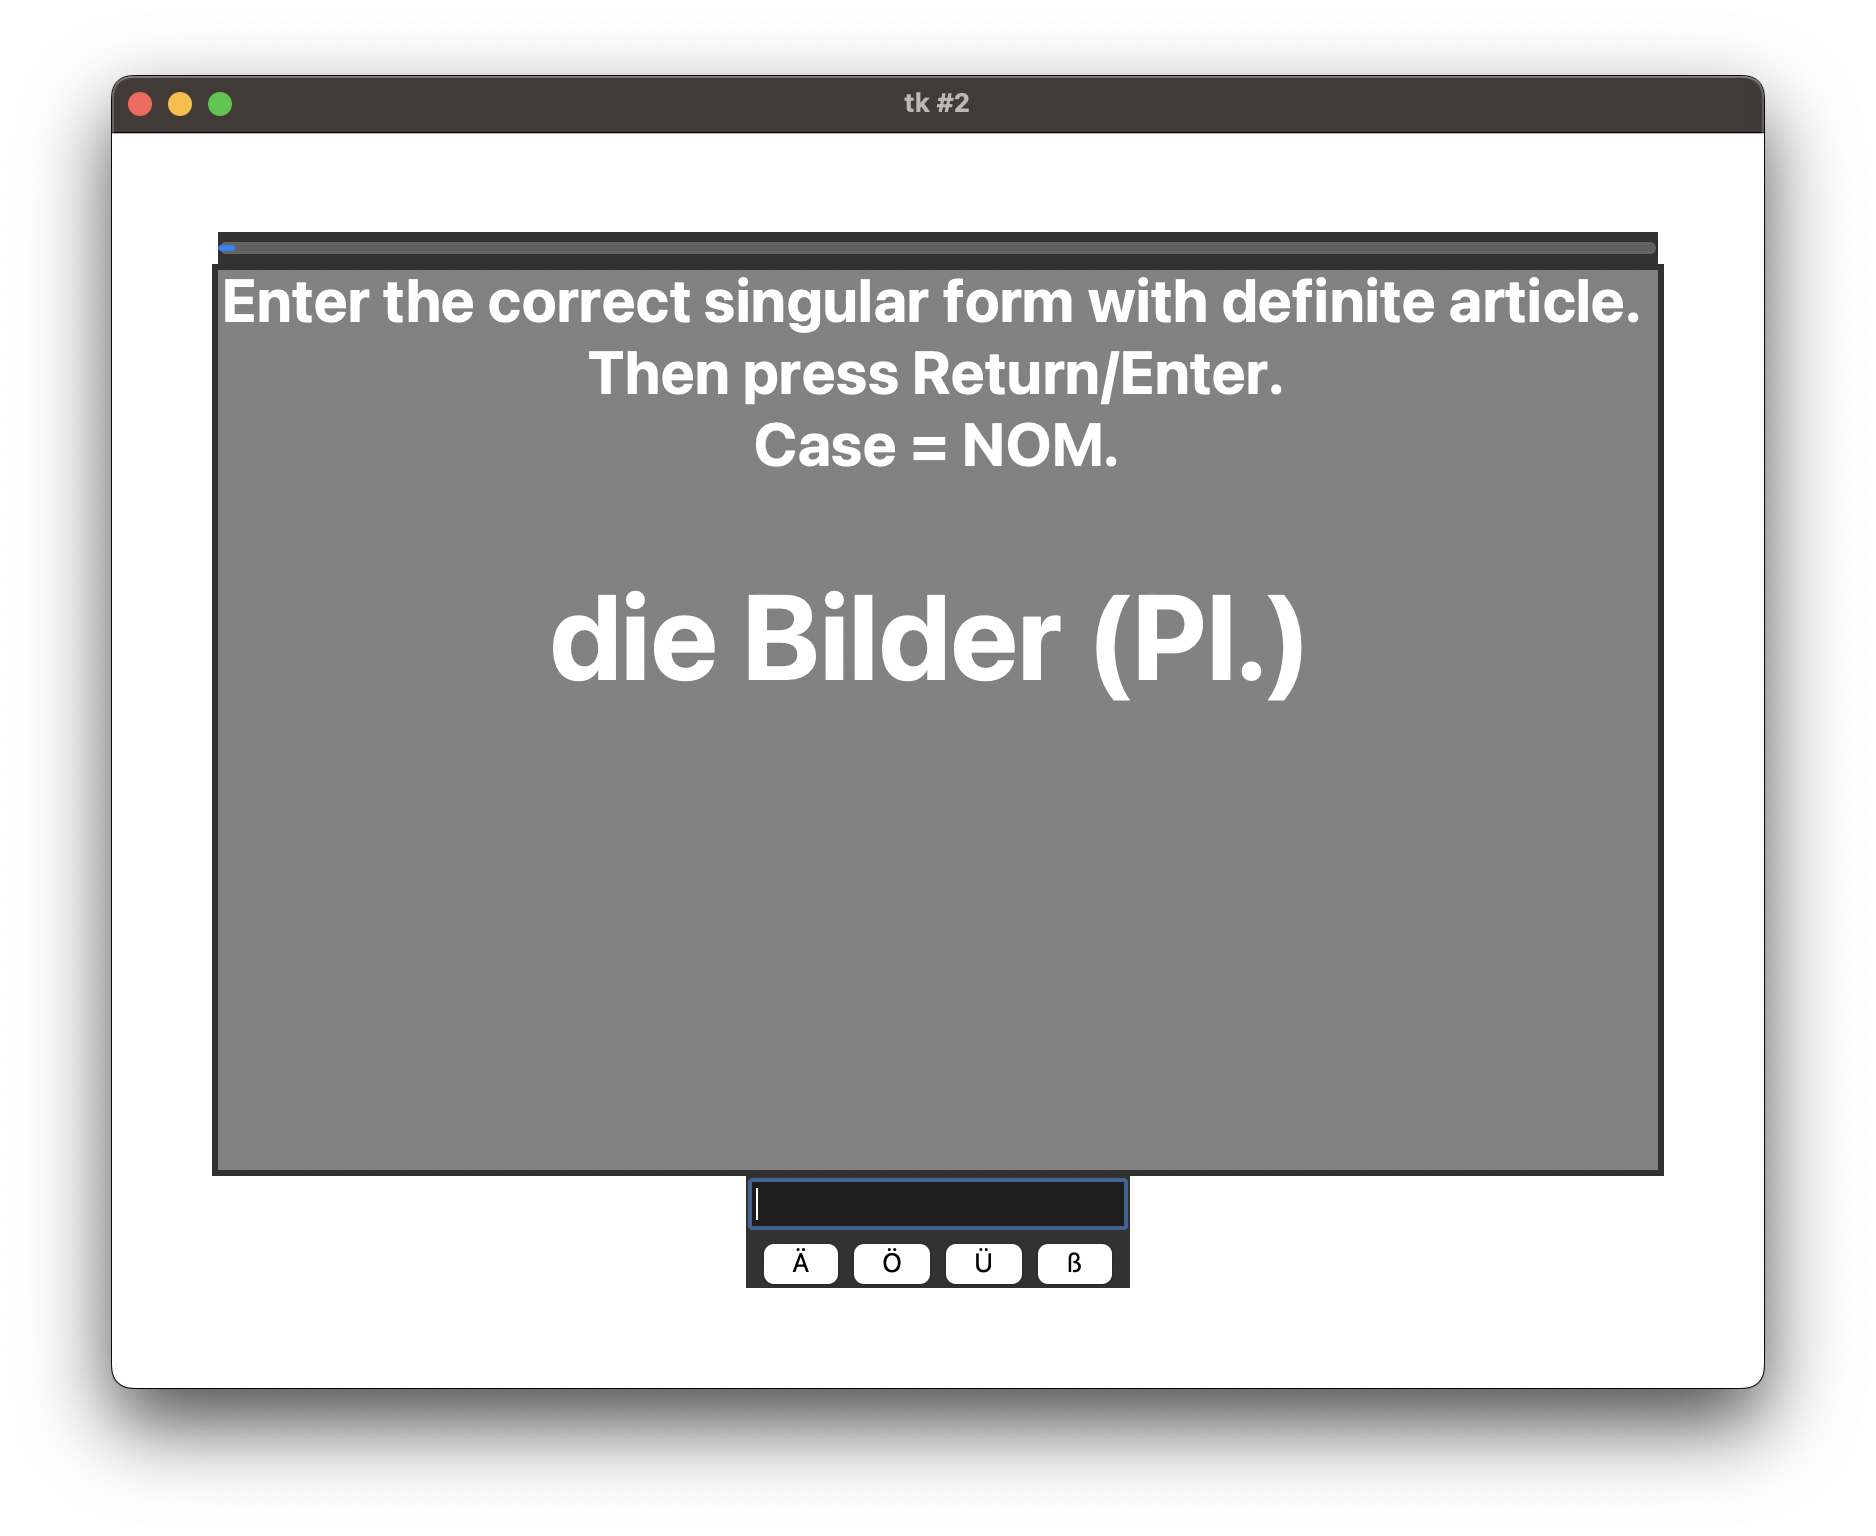 tk #2
Enter the correct singular form with definite article.
Then press Return/Enter.
Case = NOM.
die Bilder (Pl.)
Ä Ö Ü ß